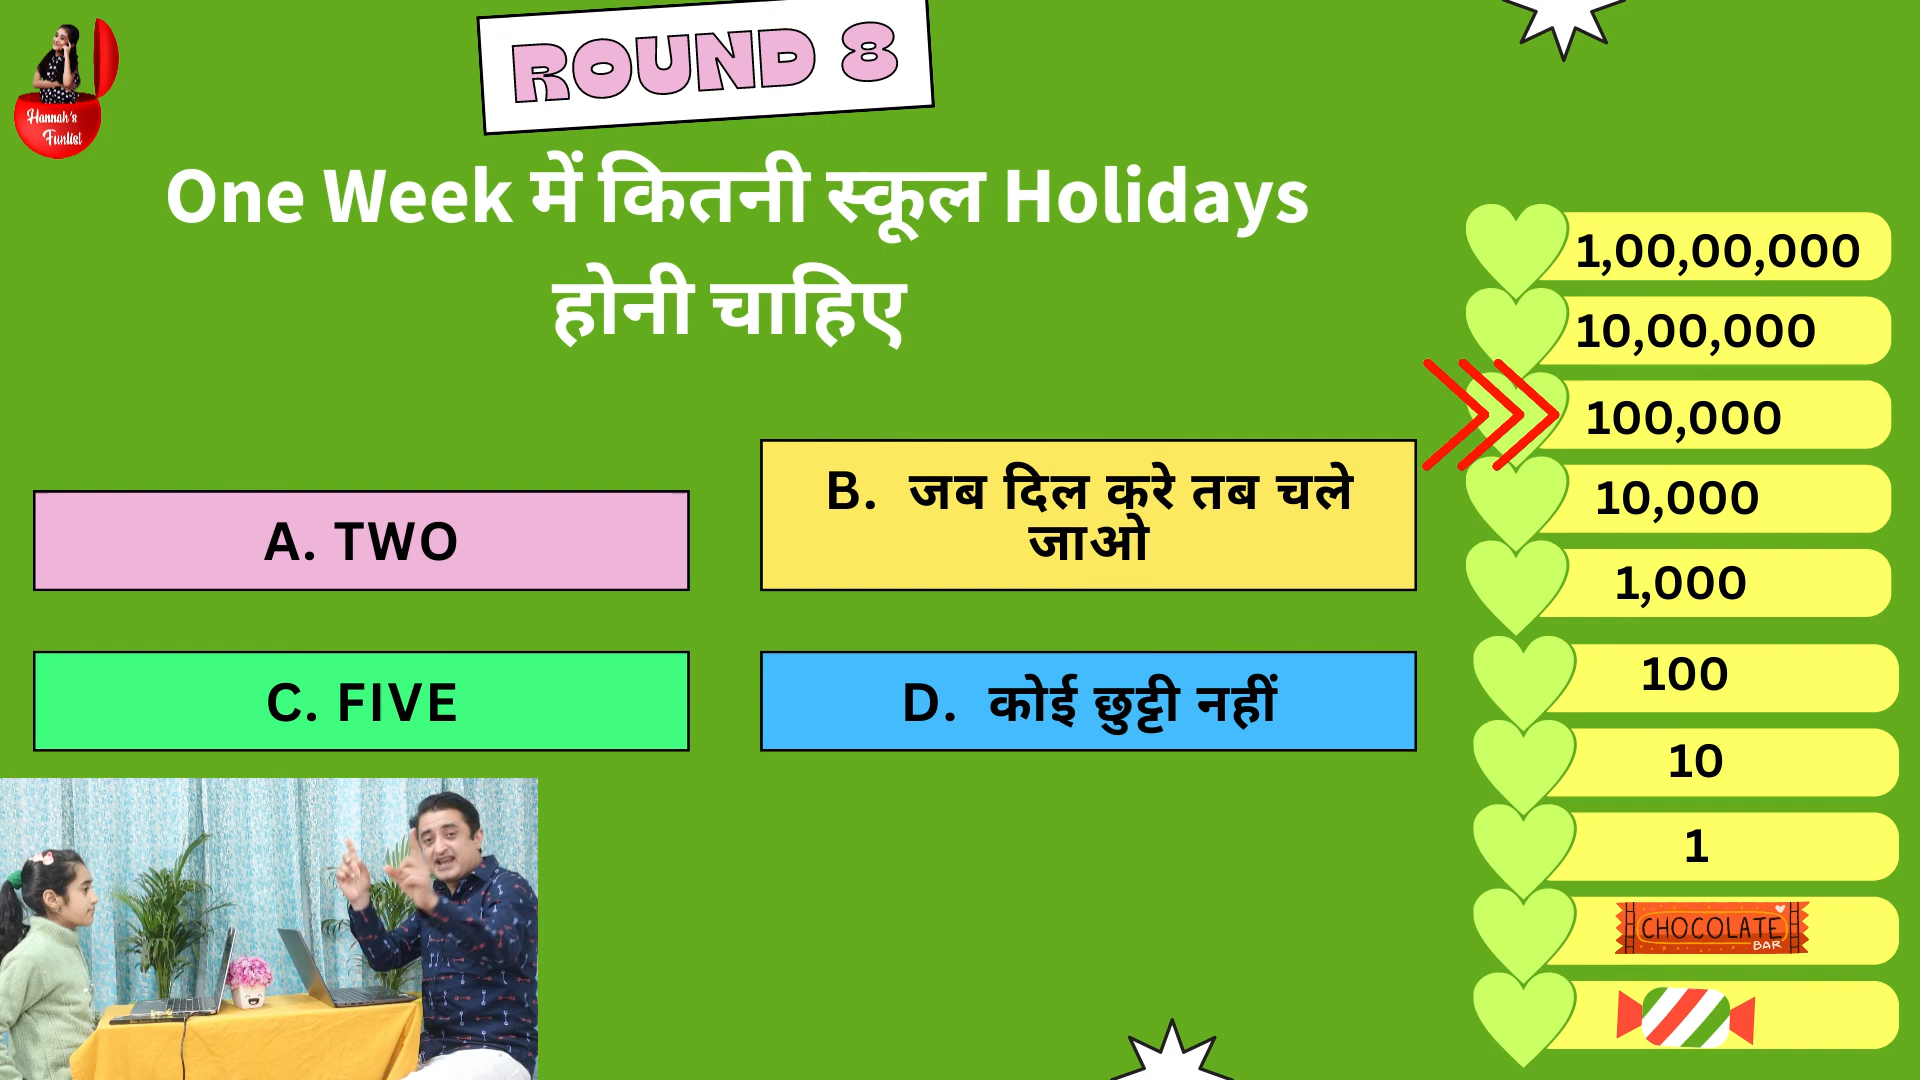 Hannah's
Funlist
ROUND 8
One Week में कितनी स्कूल Holidays
होनी चाहिए
A. TWO
B. जब दिल करे तब चले
जाओ
C. FIVE
D. कोई छुट्टी नहीं
1,00,00,000
10,00,000
100,000
10,000
1,000
100
10
1
CHOCOLATE
BAR